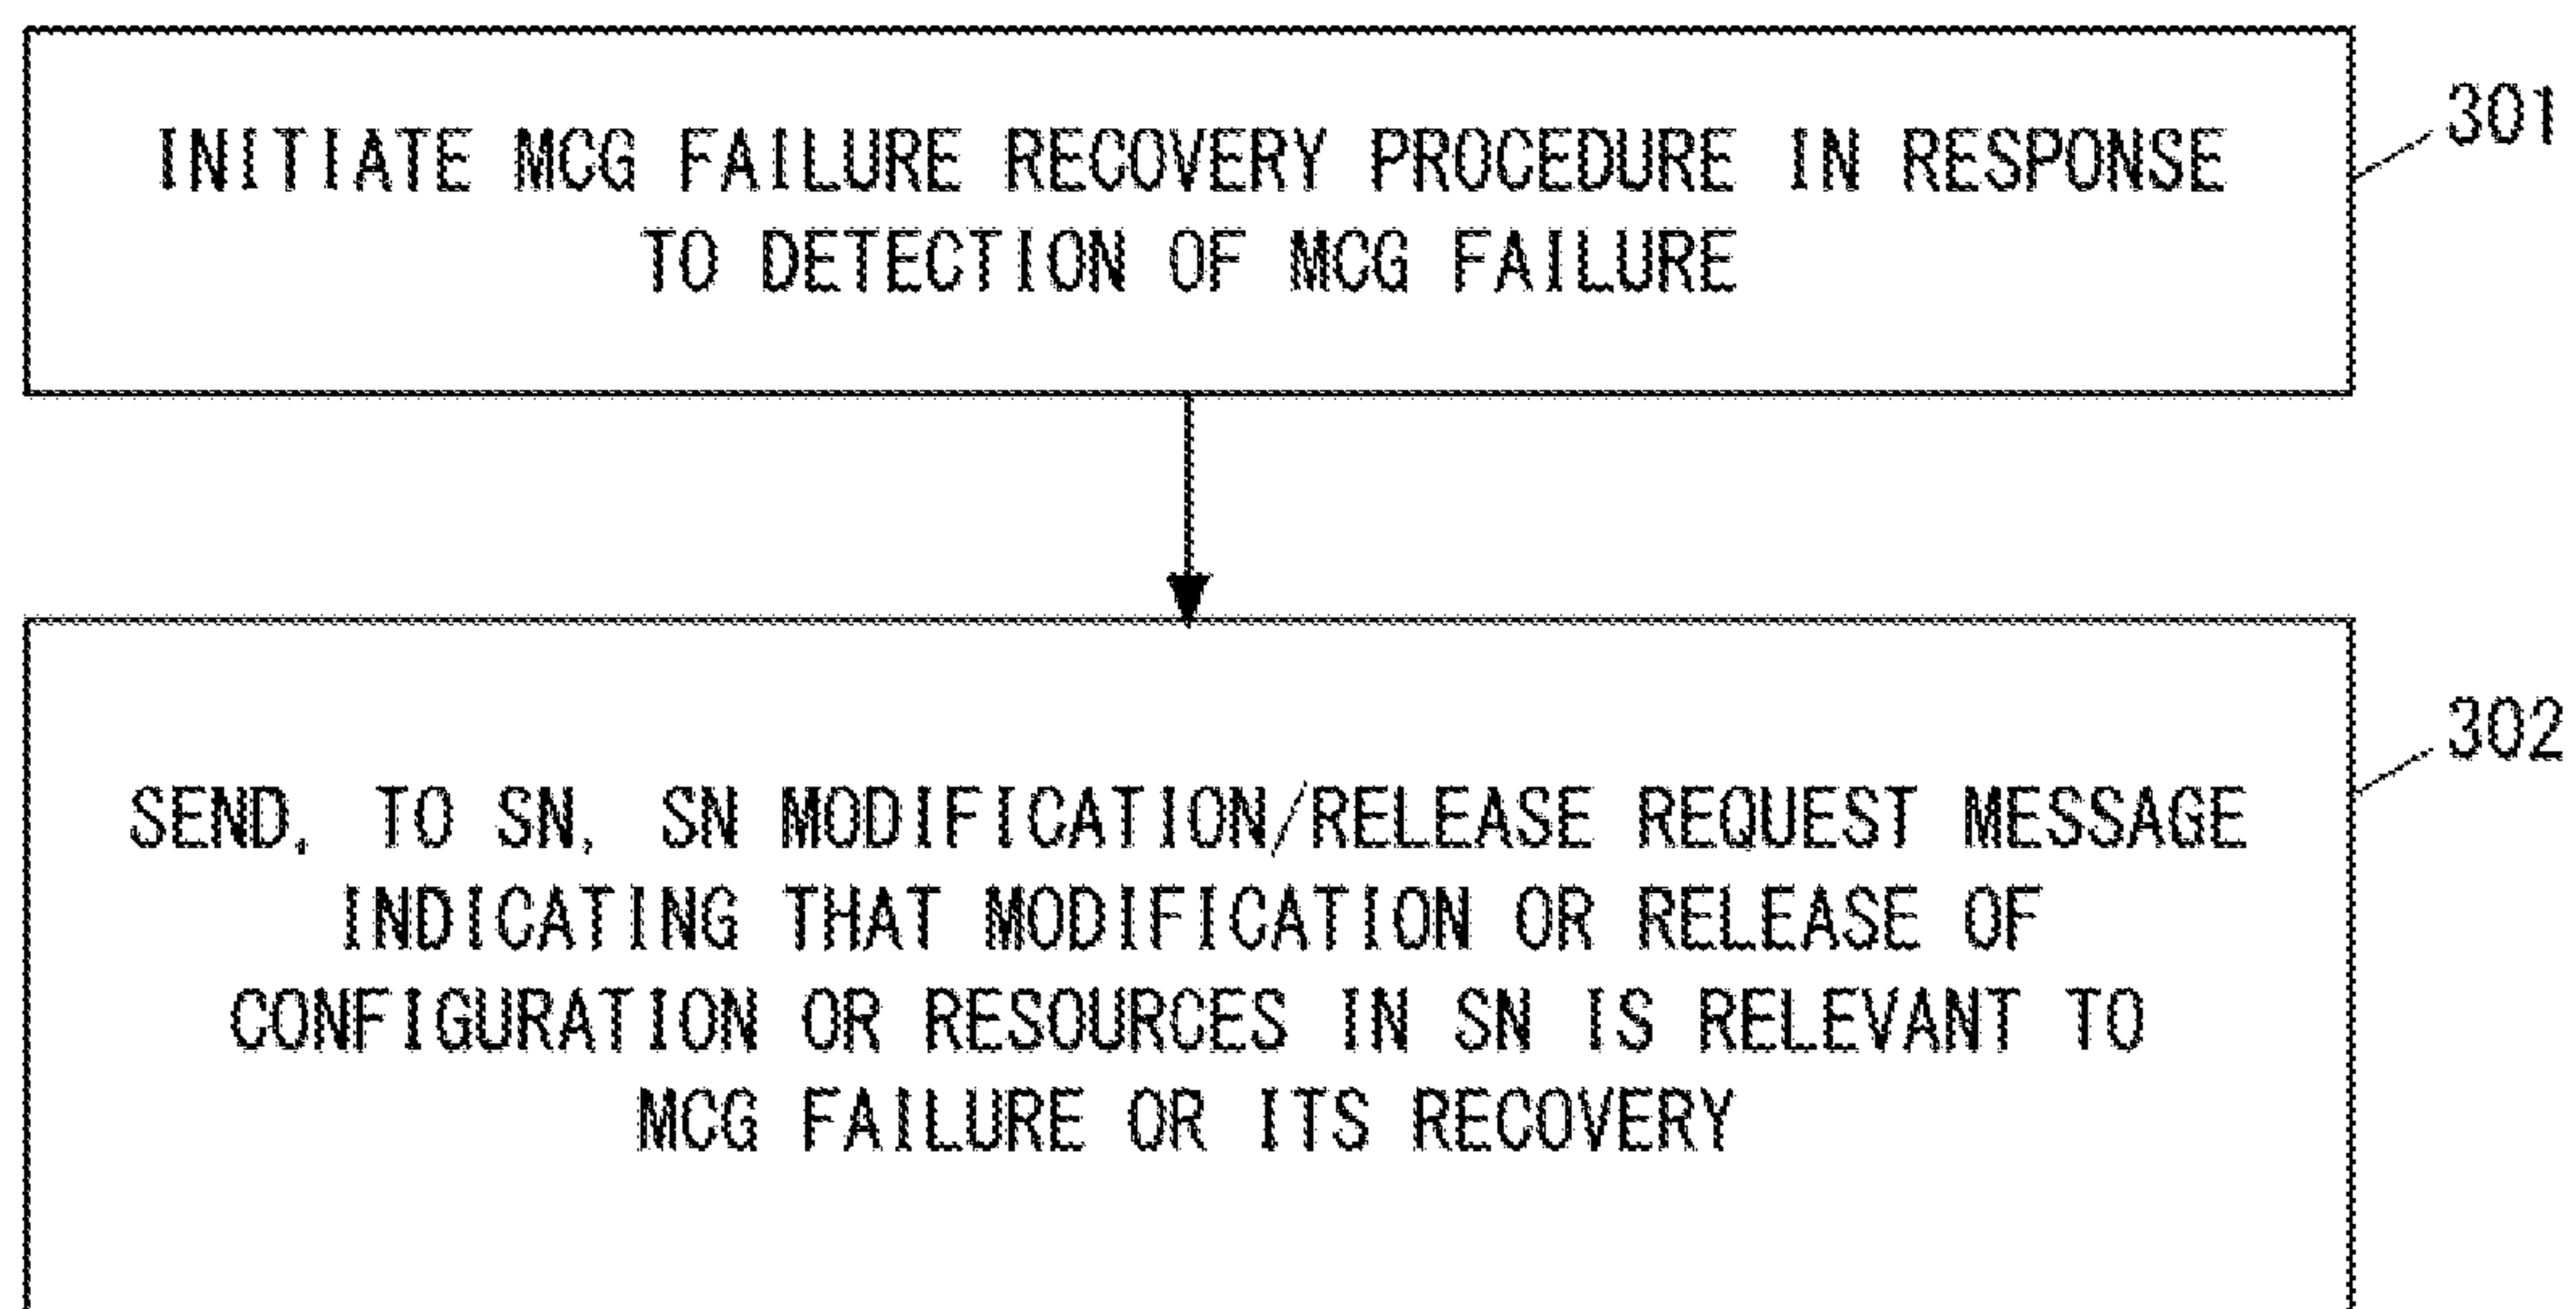 INITIATE MCG FAILURE RECOVERY PROCEDURE IN RESPONSE
TO DETECTION OF MCG FAILURE
301
SEND, TO SN, SN MODIFICATION/RELEASE REQUEST MESSAGE
INDICATING THAT MODIFICATION OR RELEASE OF
CONFIGURATION OR RESOURCES IN SN IS RELEVANT TO
MCG FAILURE OR ITS RECOVERY
302